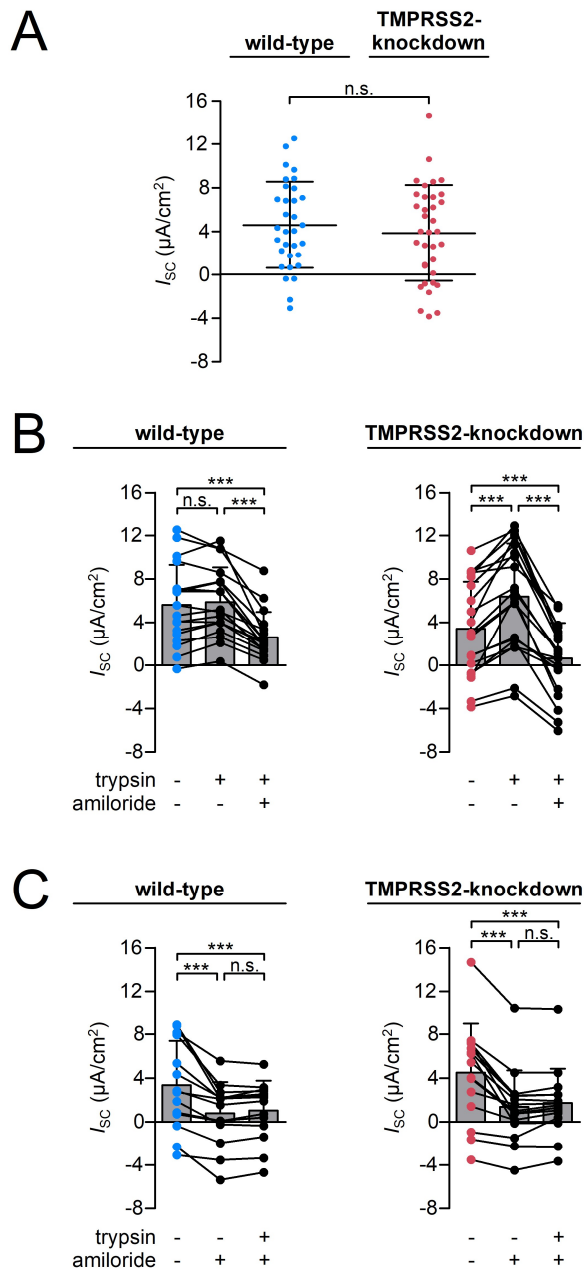 A
wild-type
TMPRSS2-
knockdown
n.s.
16
12
8
4
0
-4
-8
ISC (µA/cm²)
B
wild-type
TMPRSS2-knockdown
***
n.s. ***
***
*** ***
16
12
8
4
0
-4
-8
ISC (µA/cm²)
16
12
8
4
0
-4
-8
ISC (µA/cm²)
trypsin - + + - + +
amiloride - - + - - +
C
wild-type
TMPRSS2-knockdown
***
*** n.s.
***
*** n.s.
16
12
8
4
0
-4
-8
ISC (µA/cm²)
16
12
8
4
0
-4
-8
ISC (µA/cm²)
trypsin - - + - - +
amiloride - + + - + +